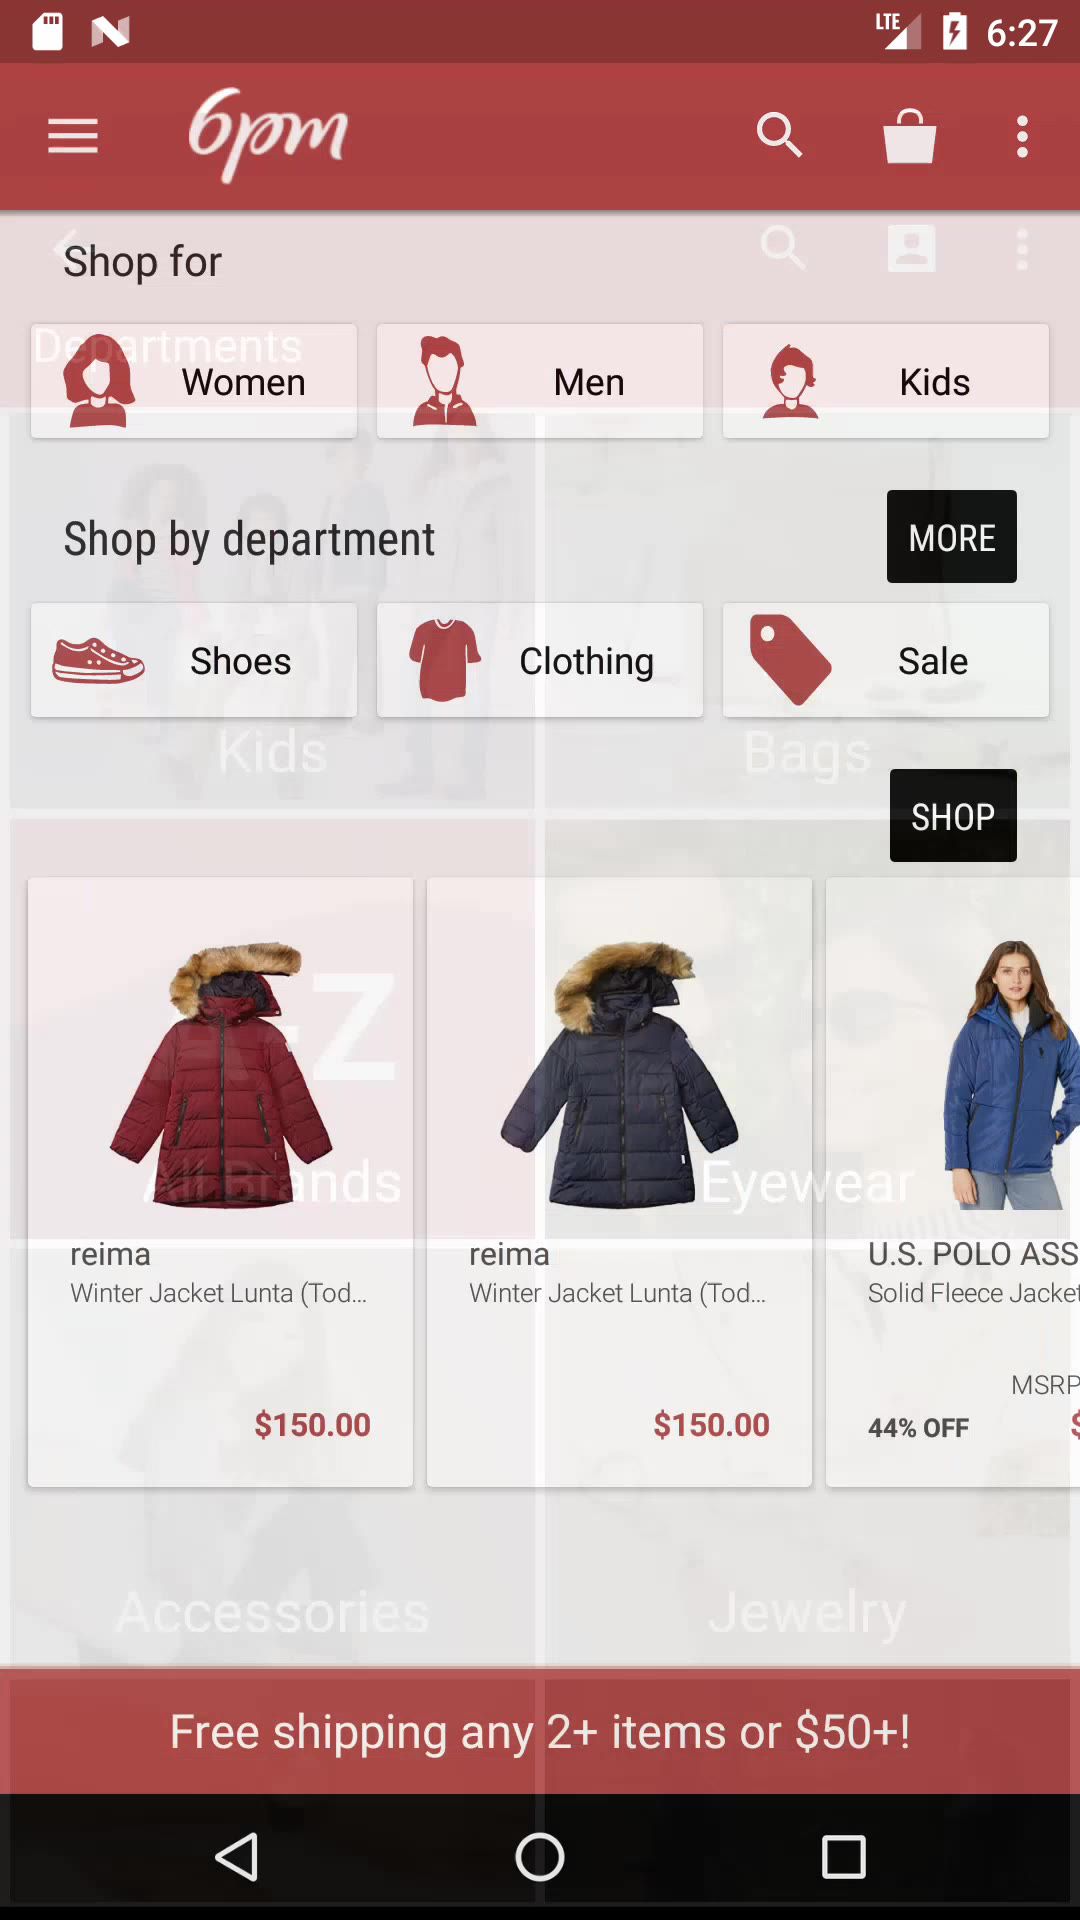 LTE 6:27
6pm
Shop for
Departments
Women Men Kids
Shop by department MORE
Shoes Clothing Sale
Kids Bags
SHOP
A-Z
All Brands Eyewear
reima reima U.S. POLO ASS
Winter Jacket Lunta (Tod... Winter Jacket Lunta (Tod... Solid Fleece Jacket
MSRP
$150.00 $150.00 44% OFF $
Accessories Jewelry
Free shipping any 2+ items or $50+!